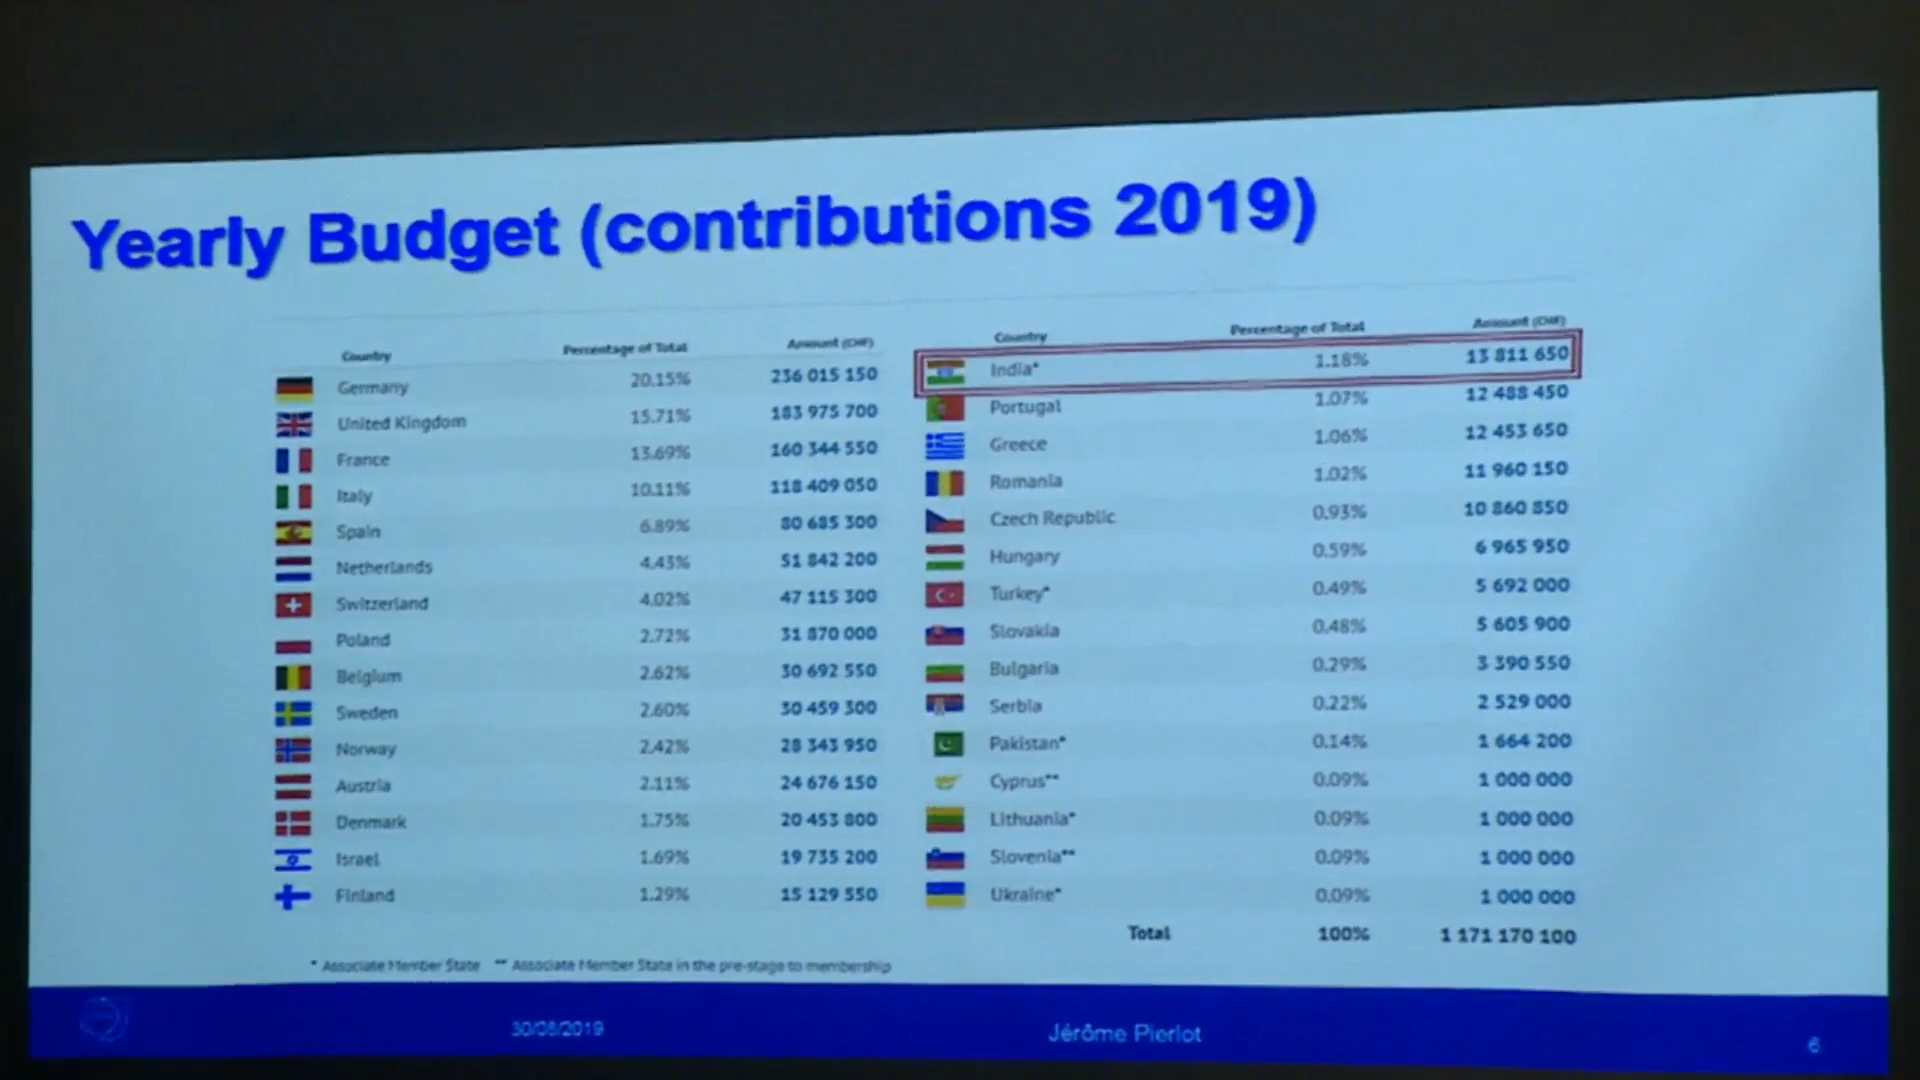 Yearly Budget (contributions 2019)
Country Percentage of Total Amount (CHF)
Germany 20.15% 236 015 150
United Kingdom 15.71% 183 975 700
France 13.69% 160 344 550
Italy 10.11% 118 409 050
Spain 6.89% 80 685 300
Netherlands 4.43% 51 842 200
Switzerland 4.02% 47 115 300
Poland 2.72% 31 870 000
Belgium 2.62% 30 692 550
Sweden 2.60% 30 459 300
Norway 2.42% 28 343 950
Austria 2.11% 24 676 150
Denmark 1.75% 20 453 800
Israel 1.69% 19 735 200
Finland 1.29% 15 129 550
Country Percentage of Total Amount (CHF)
India* 1.18% 13 811 650
Portugal 1.07% 12 488 450
Greece 1.06% 12 453 650
Romania 1.02% 11 960 150
Czech Republic 0.93% 10 860 850
Hungary 0.59% 6 965 950
Turkey* 0.49% 5 692 000
Slovakia 0.48% 5 605 900
Bulgaria 0.29% 3 390 550
Serbia 0.22% 2 529 000
Pakistan* 0.14% 1 664 200
Cyprus** 0.09% 1 000 000
Lithuania* 0.09% 1 000 000
Slovenia** 0.09% 1 000 000
Ukraine* 0.09% 1 000 000
Total 100% 1 171 170 100
* Associate Member State ** Associate Member State in the pre-stage to membership
30/08/2019 Jérôme Pierlot 6